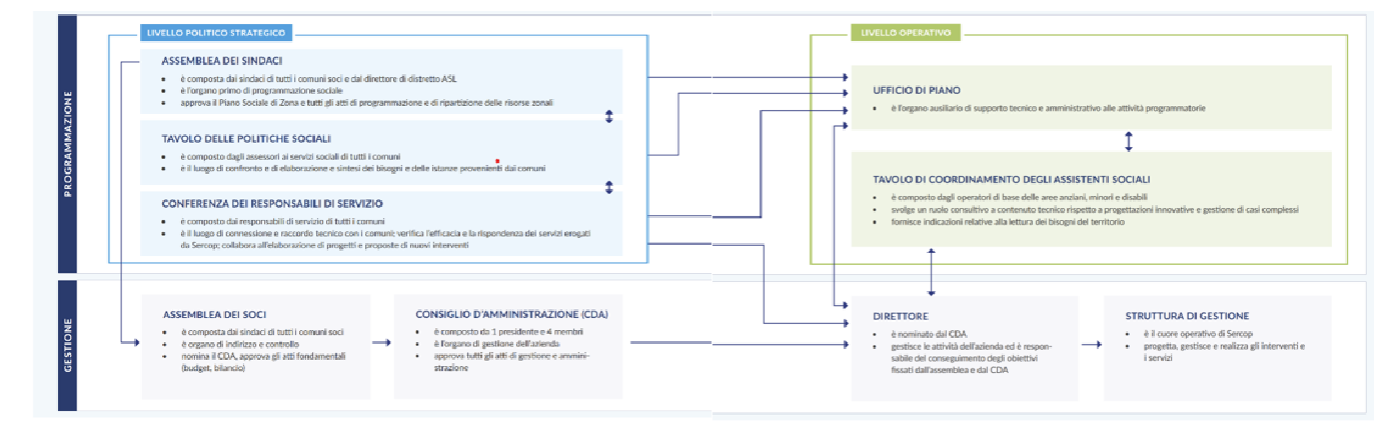 PROGRAMMAZIONE
LIVELLO POLITICO STRATEGICO
ASSEMBLEA DEI SINDACI
• è composta dai sindaci di tutti i comuni soci e dal direttore di distretto ASL
• è l'organo primo di programmazione sociale
• approva il Piano Sociale di Zona e tutti gli atti di programmazione e di ripartizione delle risorse zonali
TAVOLO DELLE POLITICHE SOCIALI
• è composto dagli assessori ai servizi sociali di tutti i comuni
• è il luogo di confronto e di elaborazione e sintesi dei bisogni e delle istanze provenienti dai comuni
CONFERENZA DEI RESPONSABILI DI SERVIZIO
• è composto dai responsabili di servizio di tutti i comuni
• è il luogo di connessione e raccordo tecnico con i comuni; verifica l'efficacia e la rispondenza dei servizi erogati
da Sercop; collabora all'elaborazione di progetti e proposte di nuovi interventi
LIVELLO OPERATIVO
UFFICIO DI PIANO
• è l'organo ausiliario di supporto tecnico e amministrativo alle attività programmatorie
TAVOLO DI COORDINAMENTO DEGLI ASSISTENTI SOCIALI
• è composto dagli operatori di base delle aree anziani, minori e disabili
• svolge un ruolo consultivo a contenuto tecnico rispetto a progettazioni innovative e gestione di casi complessi
• fornisce indicazioni relative alla lettura dei bisogni del territorio
GESTIONE
ASSEMBLEA DEI SOCI
• è composta dai sindaci di tutti i comuni soci
• è organo di indirizzo e controllo
• nomina il CDA, approva gli atti fondamentali
(budget, bilancio)
CONSIGLIO D'AMMINISTRAZIONE (CDA)
• è composto da 1 presidente e 4 membri
• è l'organo di gestione dell'azienda
• approva tutti gli atti di gestione e ammini-
strazione
DIRETTORE
• è nominato dal CDA
• gestisce le attività dell'azienda ed è respon-
sabile del conseguimento degli obiettivi
fissati dall'assemblea e dal CDA
STRUTTURA DI GESTIONE
• è il cuore operativo di Sercop
• progetta, gestisce e realizza gli interventi e
i servizi